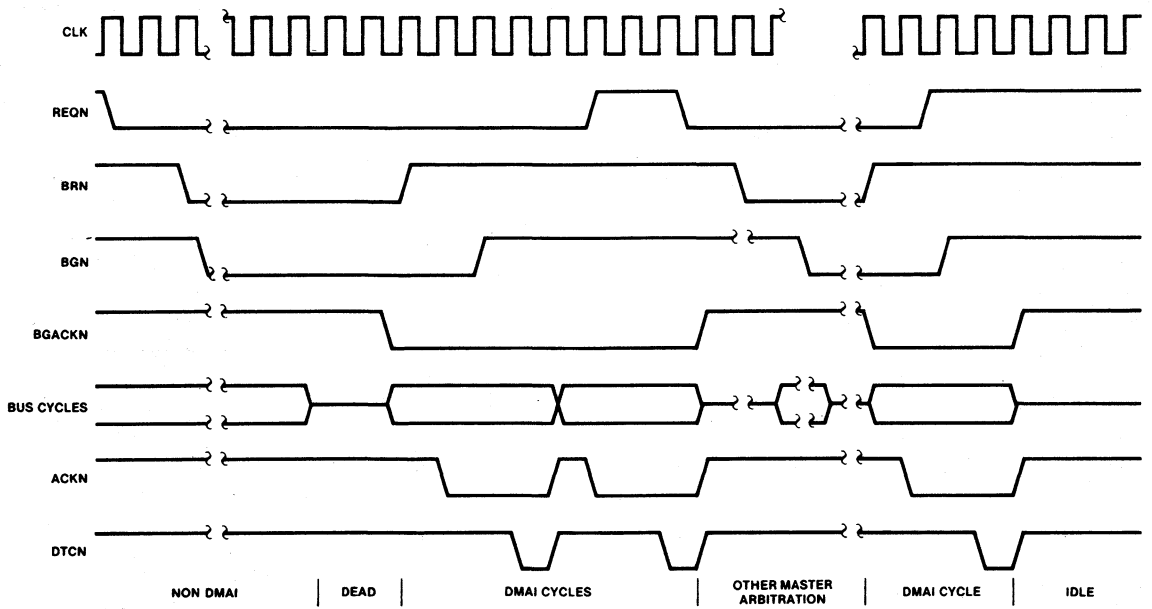 CLK
REQN
BRN
BGN
BGACKN
BUS CYCLES
ACKN
DTCN
NON DMAI
DEAD
DMAI CYCLES
OTHER MASTER
ARBITRATION
DMAI CYCLE
IDLE